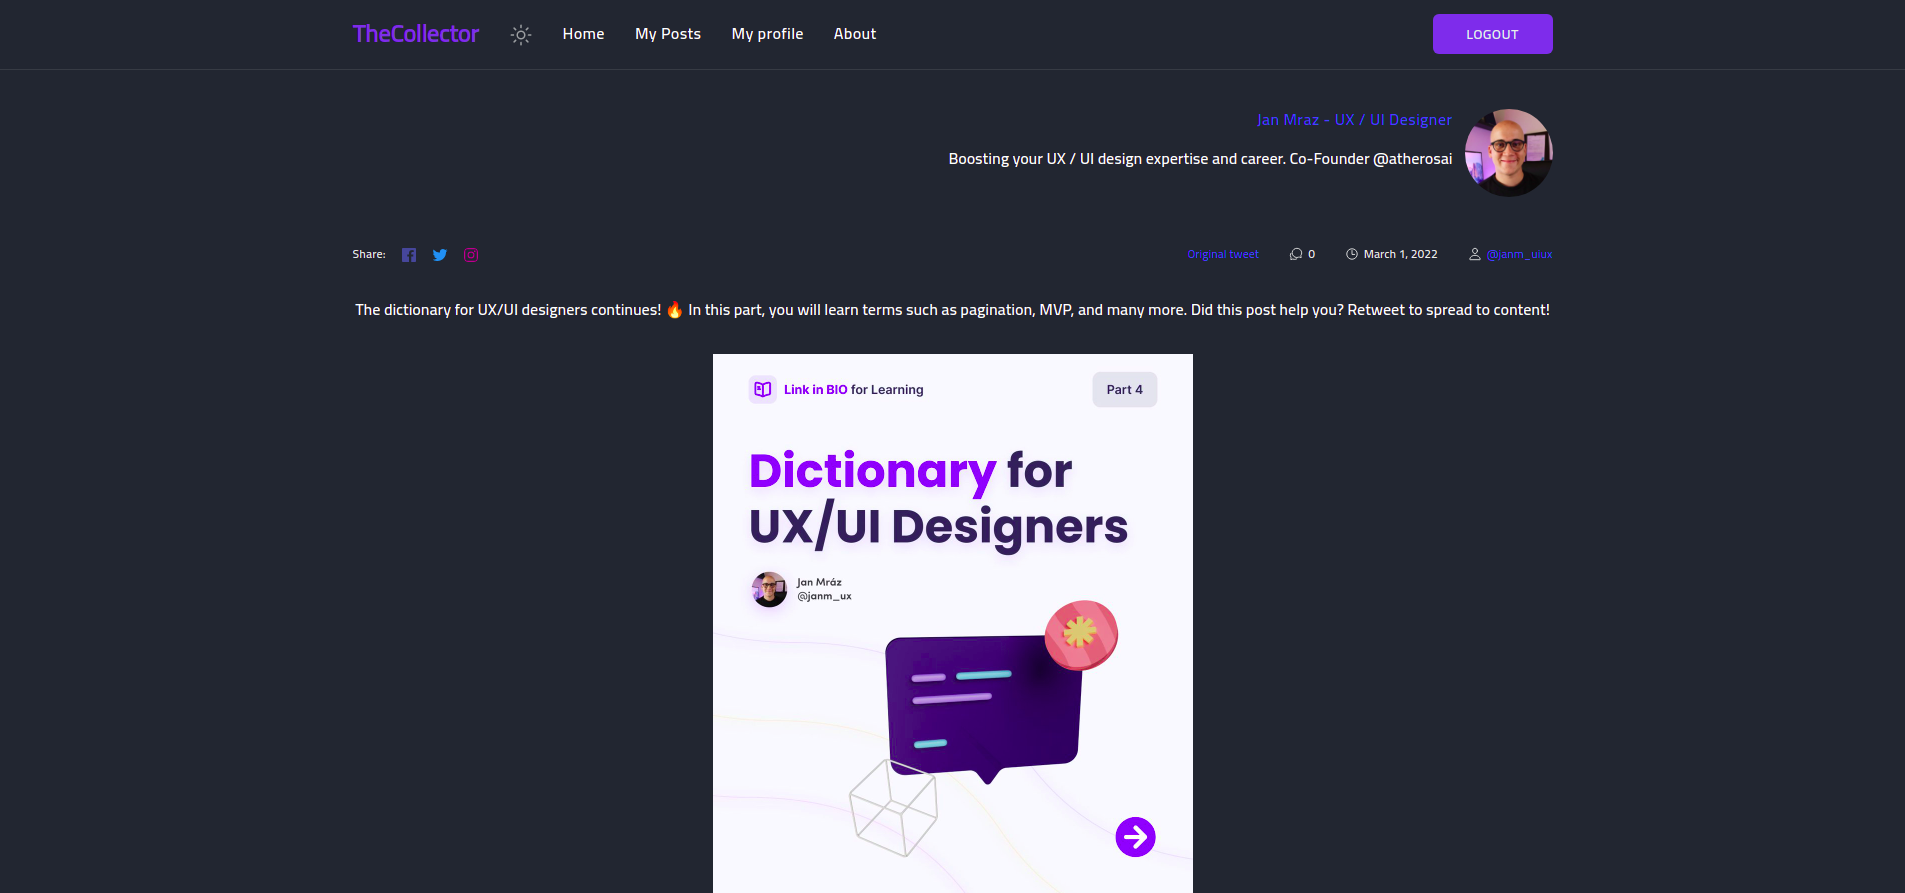 TheCollector
Home
My Posts
My profile
About
LOGOUT
Jan Mraz - UX / UI Designer
Boosting your UX / UI design expertise and career. Co-Founder @atherosai
Share:
Original tweet
0
March 1, 2022
@janm_uiux
The dictionary for UX/UI designers continues! 🔥 In this part, you will learn terms such as pagination, MVP, and many more. Did this post help you? Retweet to spread to content!
Link in BIO for Learning
Part 4
Dictionary for
UX/UI Designers
Jan Mráz
@janm_ux